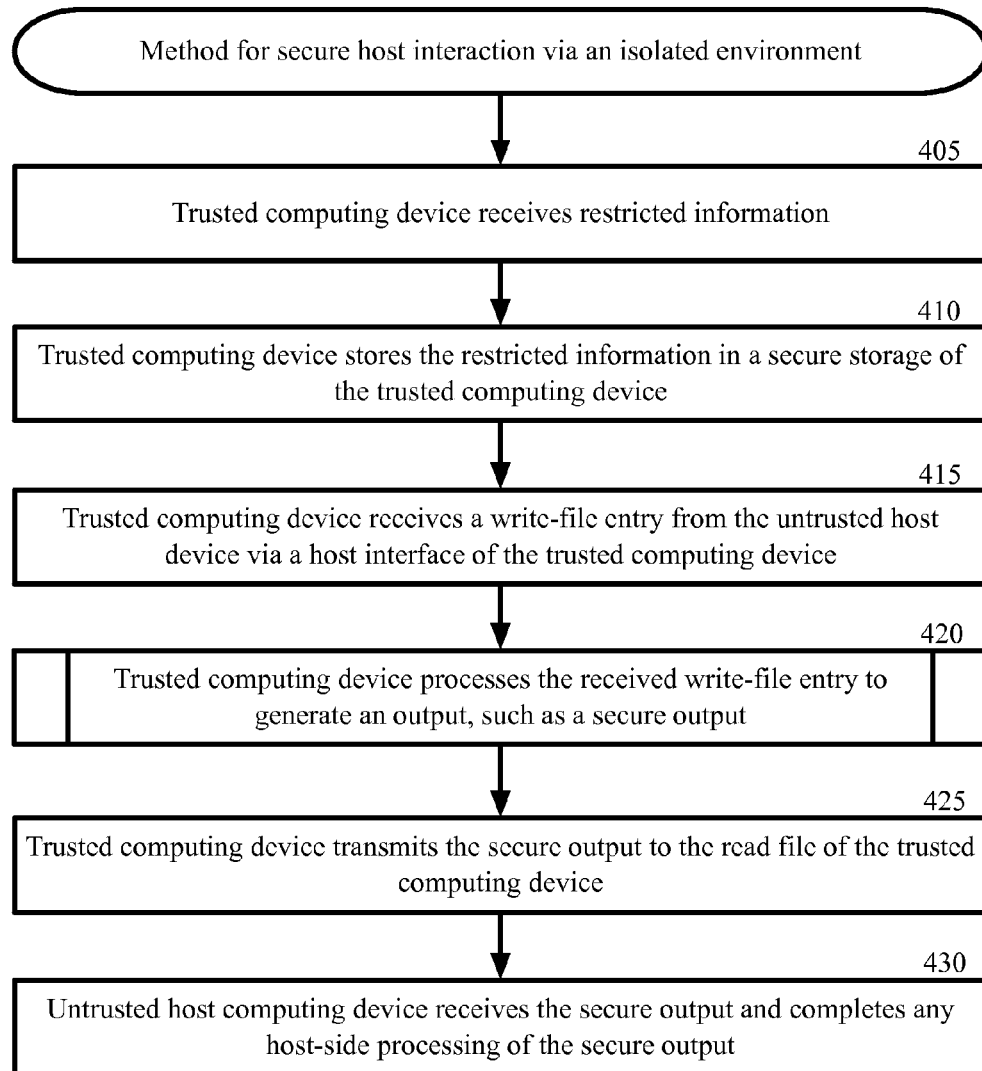 Method for secure host interaction via an isolated environment
405
Trusted computing device receives restricted information
410
Trusted computing device stores the restricted information in a secure storage of
the trusted computing device
415
Trusted computing device receives a write-file entry from the untrusted host
device via a host interface of the trusted computing device
420
Trusted computing device processes the received write-file entry to
generate an output, such as a secure output
425
Trusted computing device transmits the secure output to the read file of the trusted
computing device
430
Untrusted host computing device receives the secure output and completes any
host-side processing of the secure output